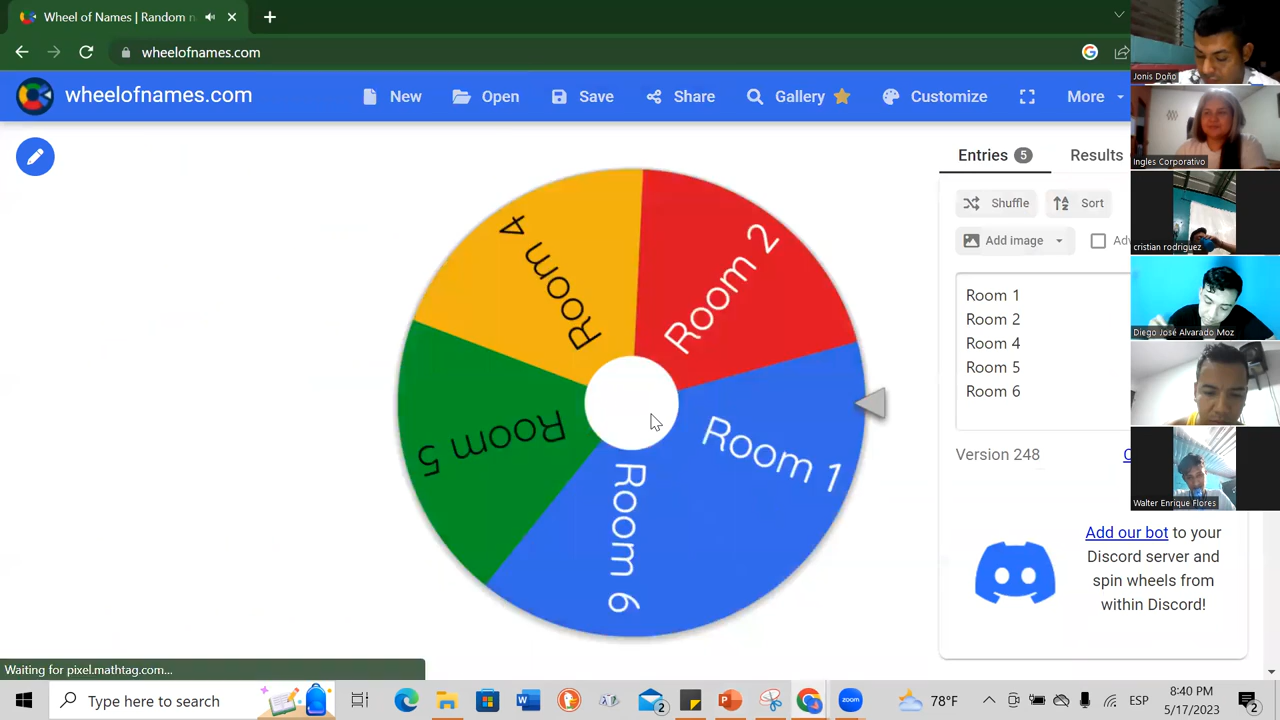 Wheel of Names | Random n
wheelofnames.com
wheelofnames.com
New
Open
Save
Share
Gallery
Customize
More
Entries 5
Results
Shuffle
Sort
Add image
Room 1
Room 2
Room 4
Room 5
Room 6
Version 248
Add our bot to your
Discord server and
spin wheels from
within Discord!
Room 4
Room 2
Room 5
Room 1
Room 6
Jonis Doño
Ingles Corporativo
cristian rodriguez
Diego José Alvarado Moz
Walter Enrique Flores
Waiting for pixel.mathtag.com...
Type here to search
2
zoom
78°F
ESP
8:40 PM
5/17/2023
2